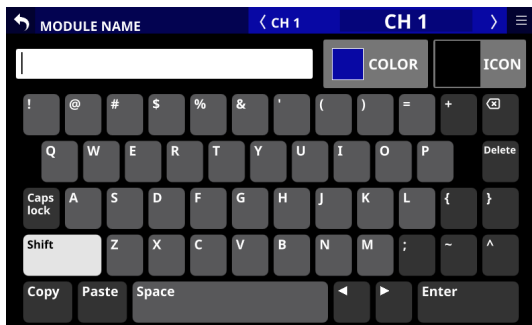 MODULE NAME CH 1 CH 1
COLOR ICON
! @ # $ % & ' ( ) = +
Q W E R T Y U I O P Delete
Caps lock A S D F G H J K L { }
Shift Z X C V B N M ; ~ ^
Copy Paste Space Enter